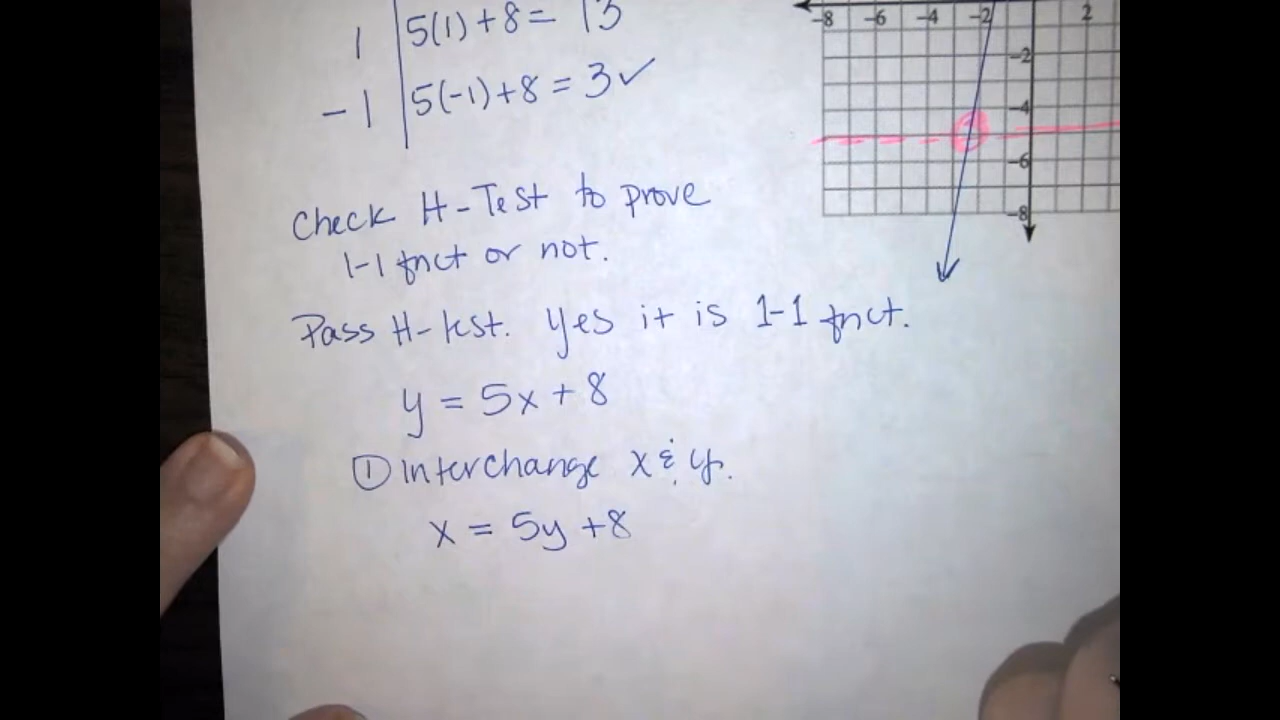 1 5(1)+8= 13
-1 5(-1)+8=3✓
-8 -6 -4 -2 2
-2
-4
-6
-8
Check H-Test to prove
1-1 fnct or not.
Pass H-test. Yes it is 1-1 fnct.
y = 5x+8
① interchange x & y.
x = 5y +8